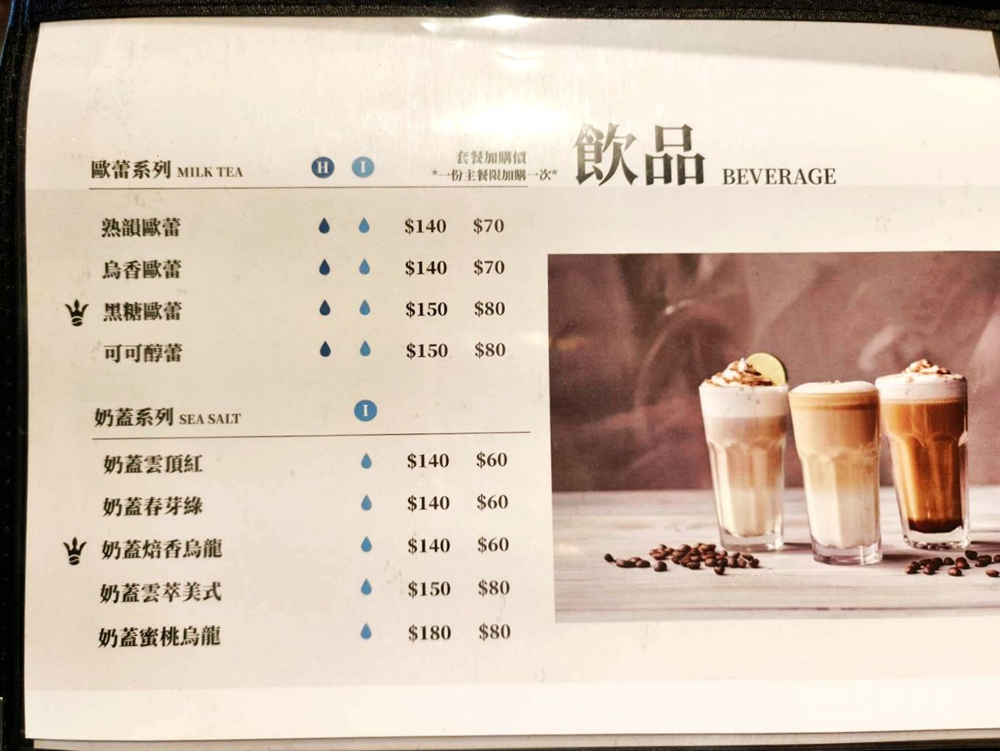 飲品 BEVERAGE
歐蕾系列 MILK TEA H I 套餐加購價
*一份主餐限加購一次*
熟韻歐蕾 $140 $70
烏香歐蕾 $140 $70
黑糖歐蕾 $150 $80
可可醇蕾 $150 $80
奶蓋系列 SEA SALT I
奶蓋雲頂紅 $140 $60
奶蓋春芽綠 $140 $60
奶蓋焙香烏龍 $140 $60
奶蓋雲萃美式 $150 $80
奶蓋蜜桃烏龍 $180 $80